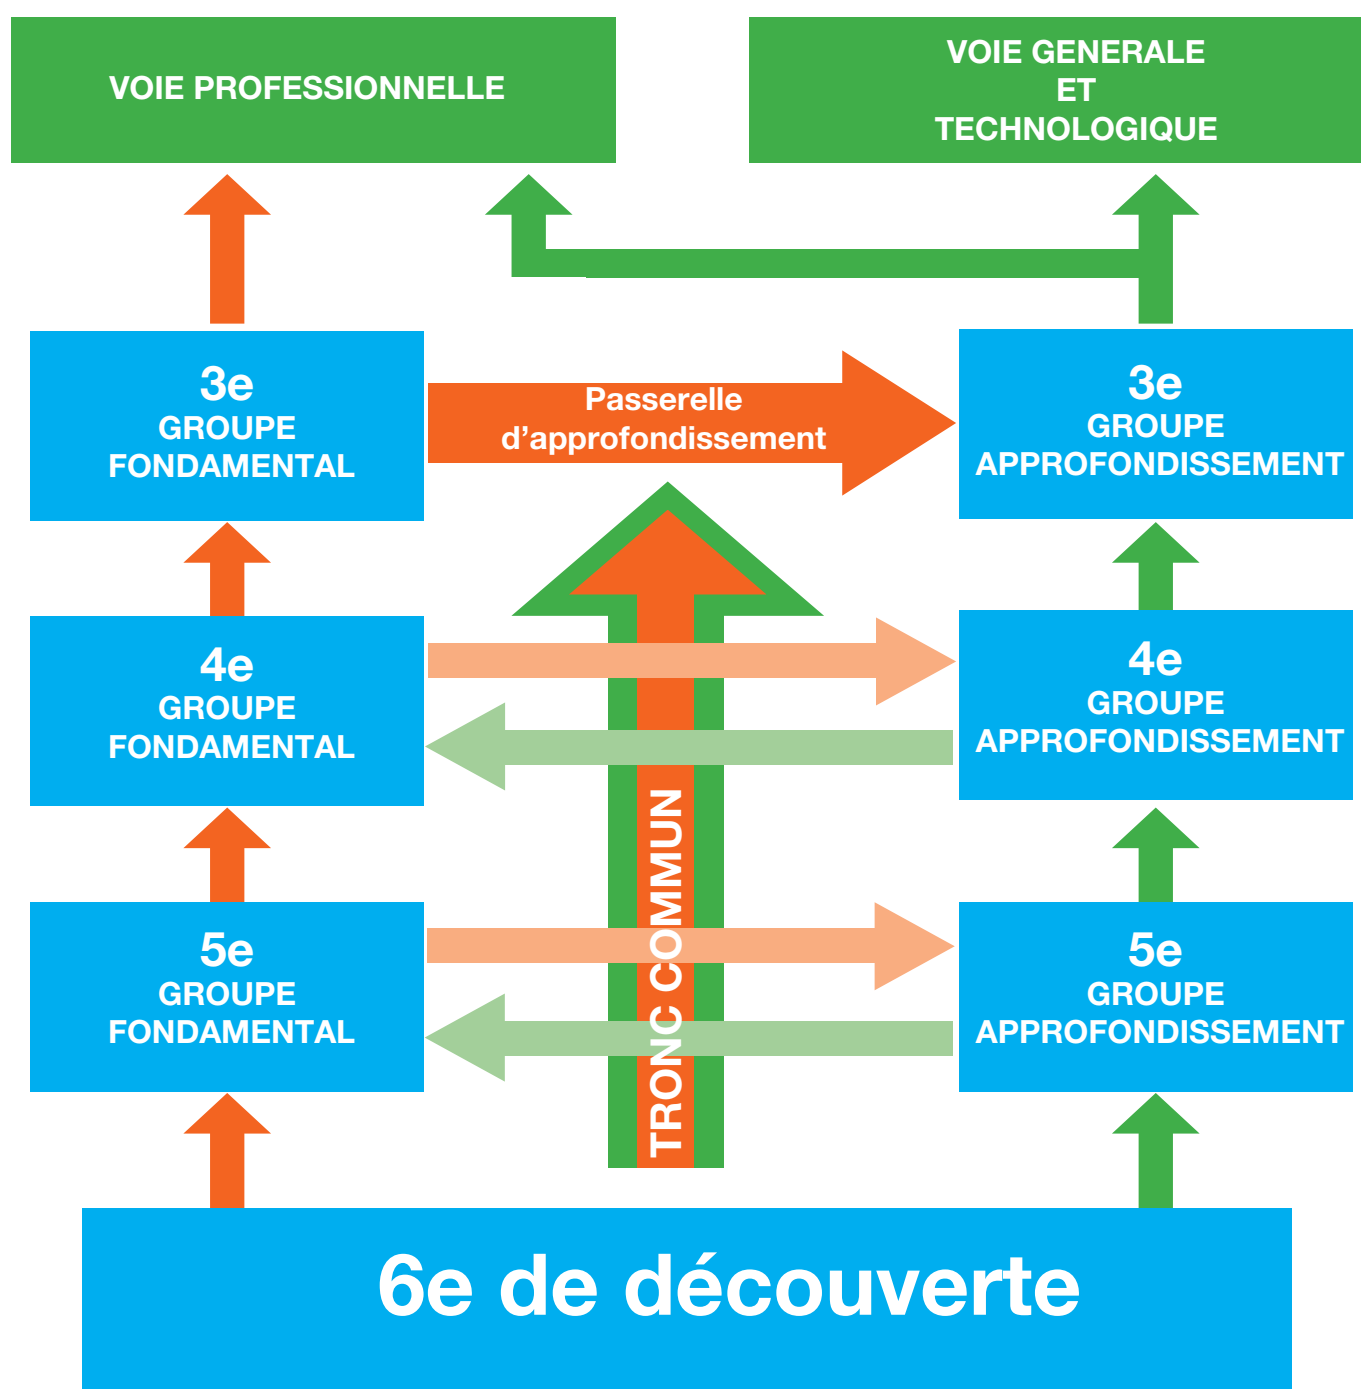 VOIE PROFESSIONNELLE
VOIE GENERALE
ET
TECHNOLOGIQUE
3e
GROUPE
FONDAMENTAL
Passerelle
d’approfondissement
3e
GROUPE
APPROFONDISSEMENT
4e
GROUPE
FONDAMENTAL
4e
GROUPE
APPROFONDISSEMENT
TRONC COMMUN
5e
GROUPE
FONDAMENTAL
5e
GROUPE
APPROFONDISSEMENT
6e de découverte